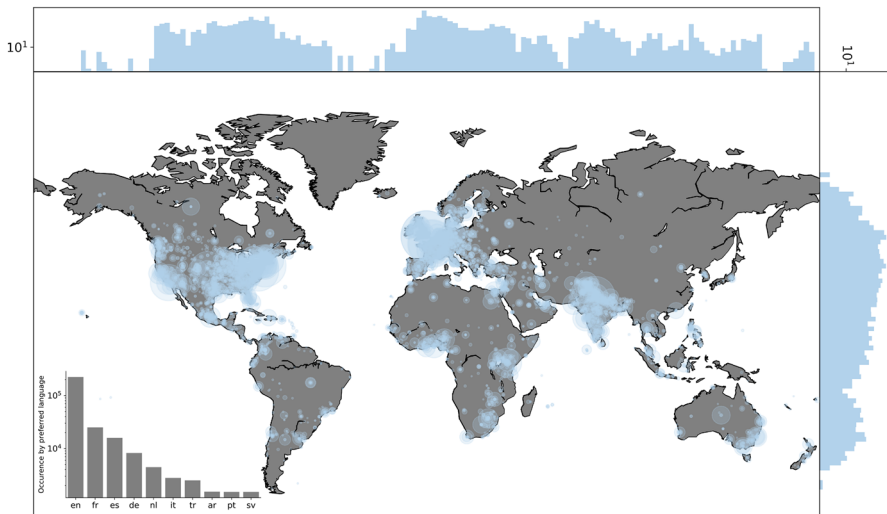 10¹
10¹
Occurence by preferred language
10⁵
10⁴
en fr es de nl it tr ar pt sv